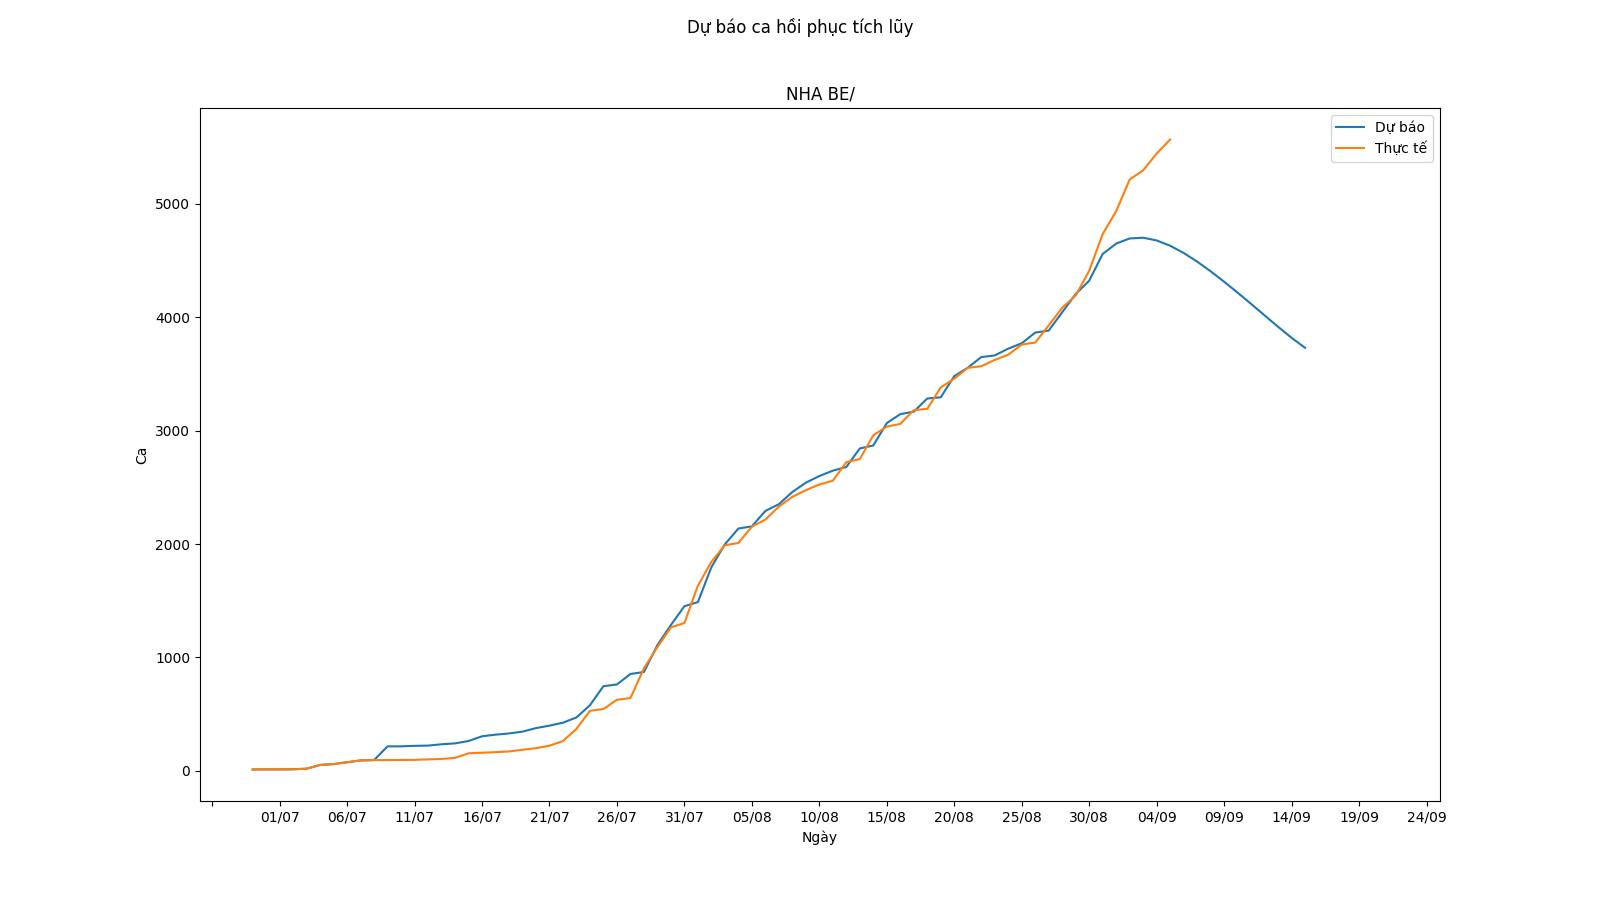 Dự báo ca hồi phục tích lũy
NHA BE/
Dự báo
Thực tế
5000
4000
3000
2000
1000
0
Ca
01/07 06/07 11/07 16/07 21/07 26/07 31/07 05/08 10/08 15/08 20/08 25/08 30/08 04/09 09/09 14/09 19/09 24/09
Ngày